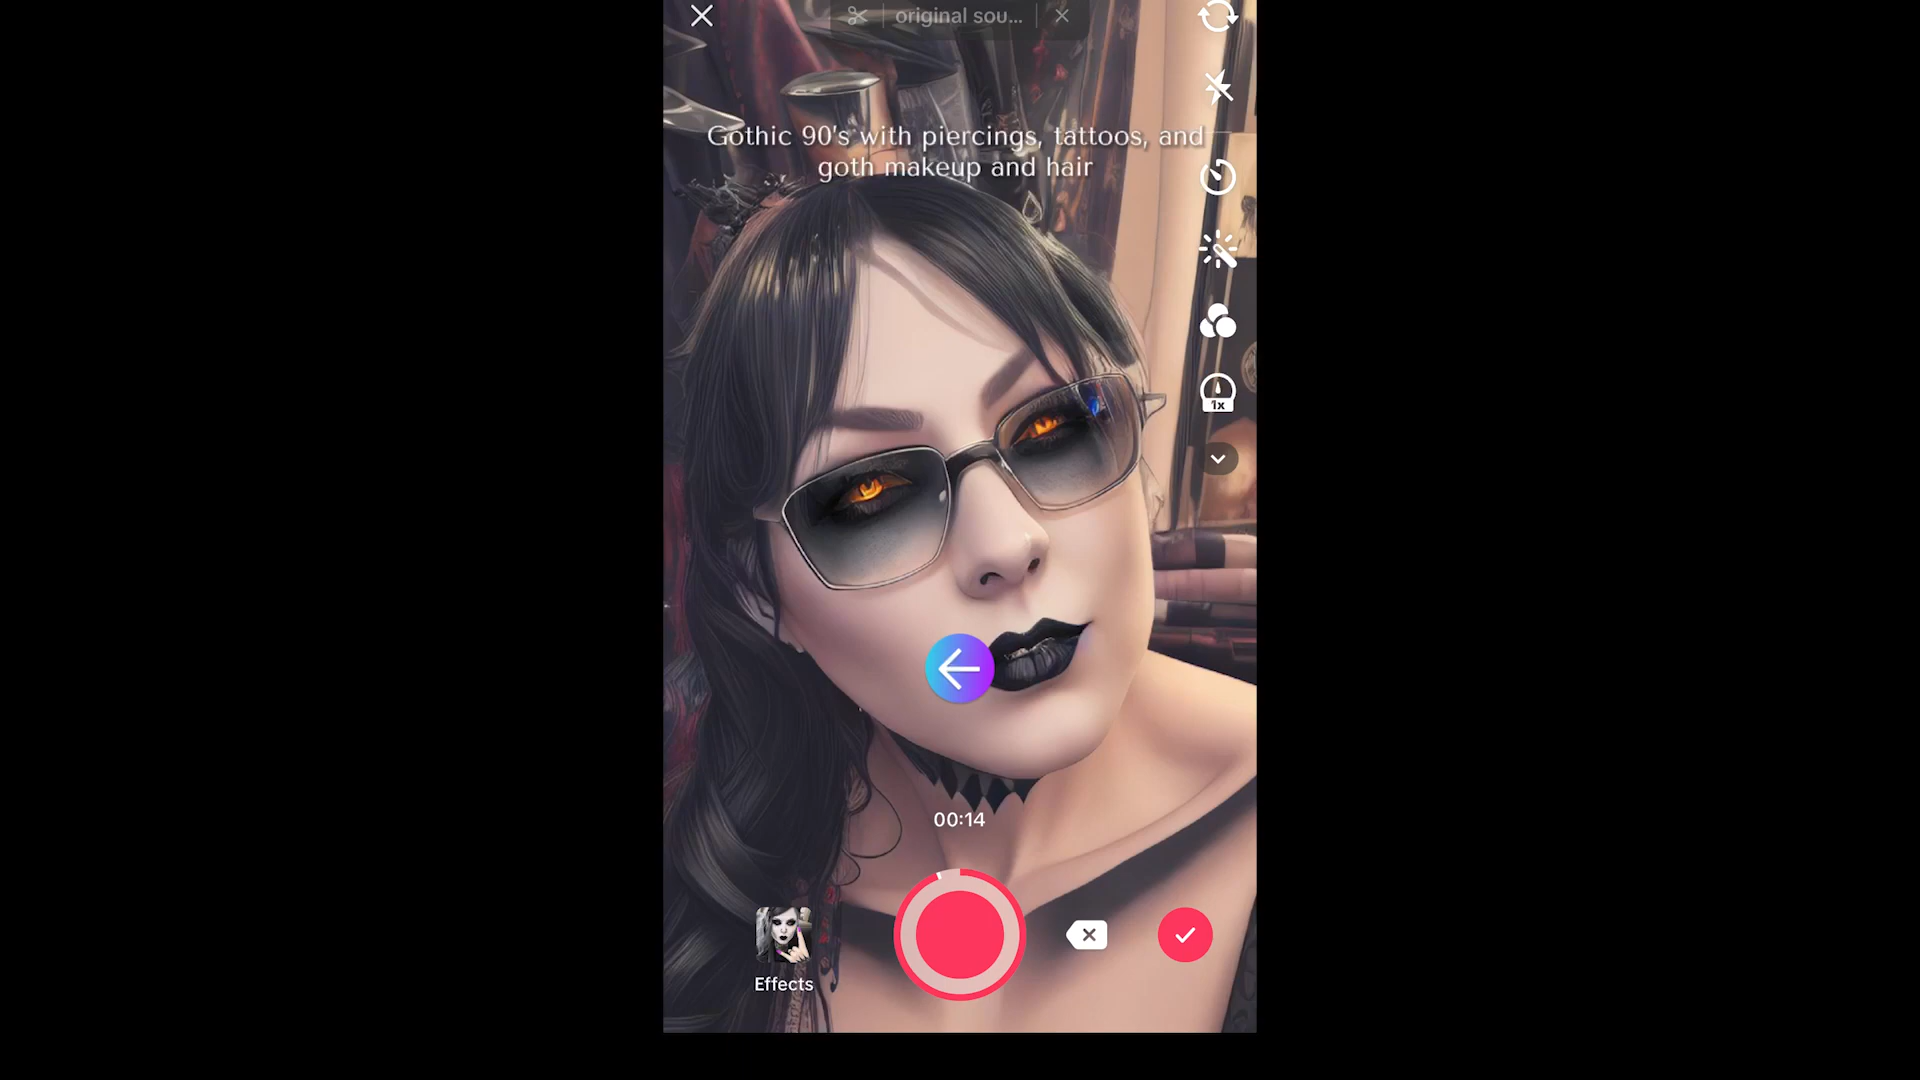 original sou...
Gothic 90's with piercings, tattoos, and
goth makeup and hair
1x
00:14
Effects